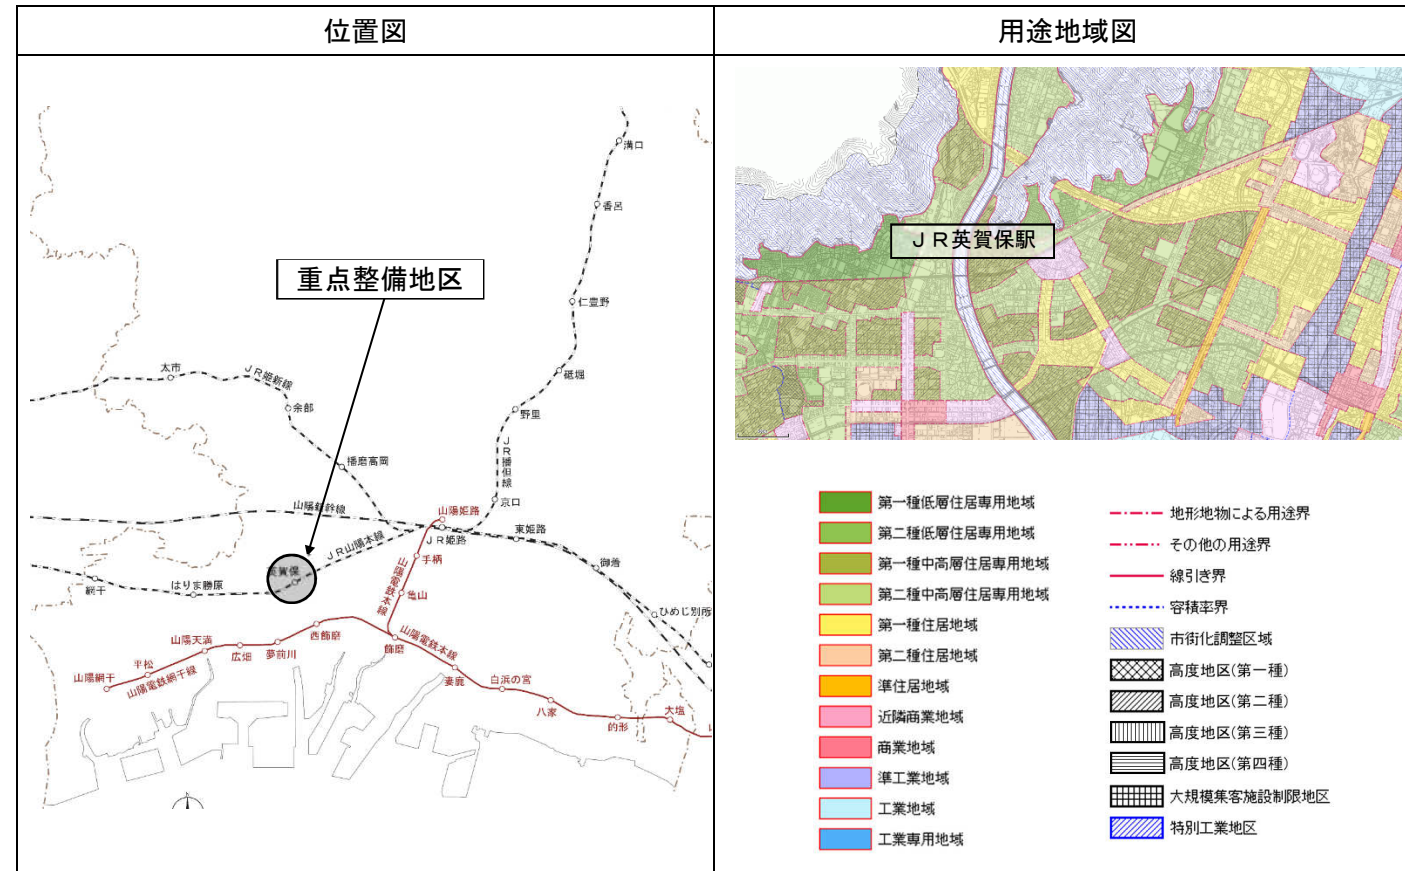 位置図
用途地域図
溝口
香呂
仁豊野
砥堀
野里
JR播但線
京口
重点整備地区
太市
JR姫新線
余部
播磨高岡
山陽新幹線
山陽姫路
JR姫路
東姫路
御着
ひめじ別所
JR山陽本線
英賀保
はりま勝原
網干
手柄
亀山
山陽電鉄本線
飾磨
山陽電鉄本線
西飾磨
夢前川
広畑
山陽天満
平松
山陽網干
山陽電鉄網干線
妻鹿
白浜の宮
八家
的形
大塩
JR英賀保駅
第一種低層住居専用地域
第二種低層住居専用地域
第一種中高層住居専用地域
第二種中高層住居専用地域
第一種住居地域
第二種住居地域
準住居地域
近隣商業地域
商業地域
準工業地域
工業地域
工業専用地域
地形地物による用途界
その他の用途界
線引き界
容積率界
市街化調整区域
高度地区(第一種)
高度地区(第二種)
高度地区(第三種)
高度地区(第四種)
大規模集客施設制限地区
特別工業地区